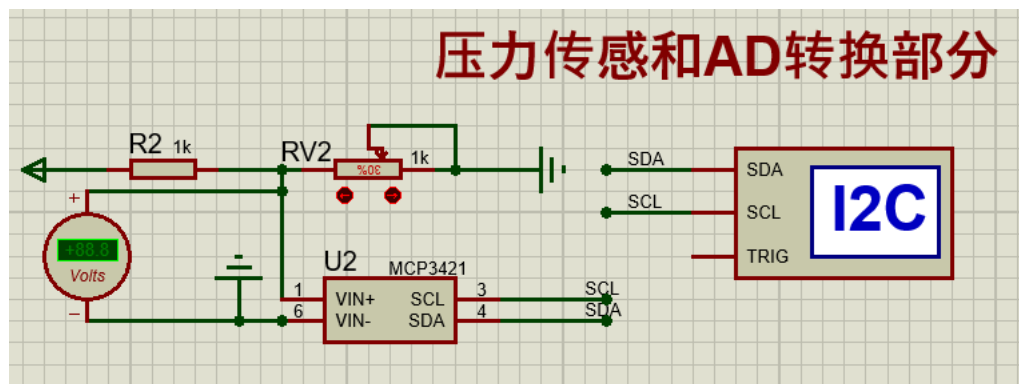 压力传感和AD转换部分
R2 1k
RV2 1k
30%
SDA
SCL
SDA
SCL
TRIG
I2C
+
+88.8
Volts
−
U2
MCP3421
1 VIN+ SCL 3 SCL
6 VIN- SDA 4 SDA